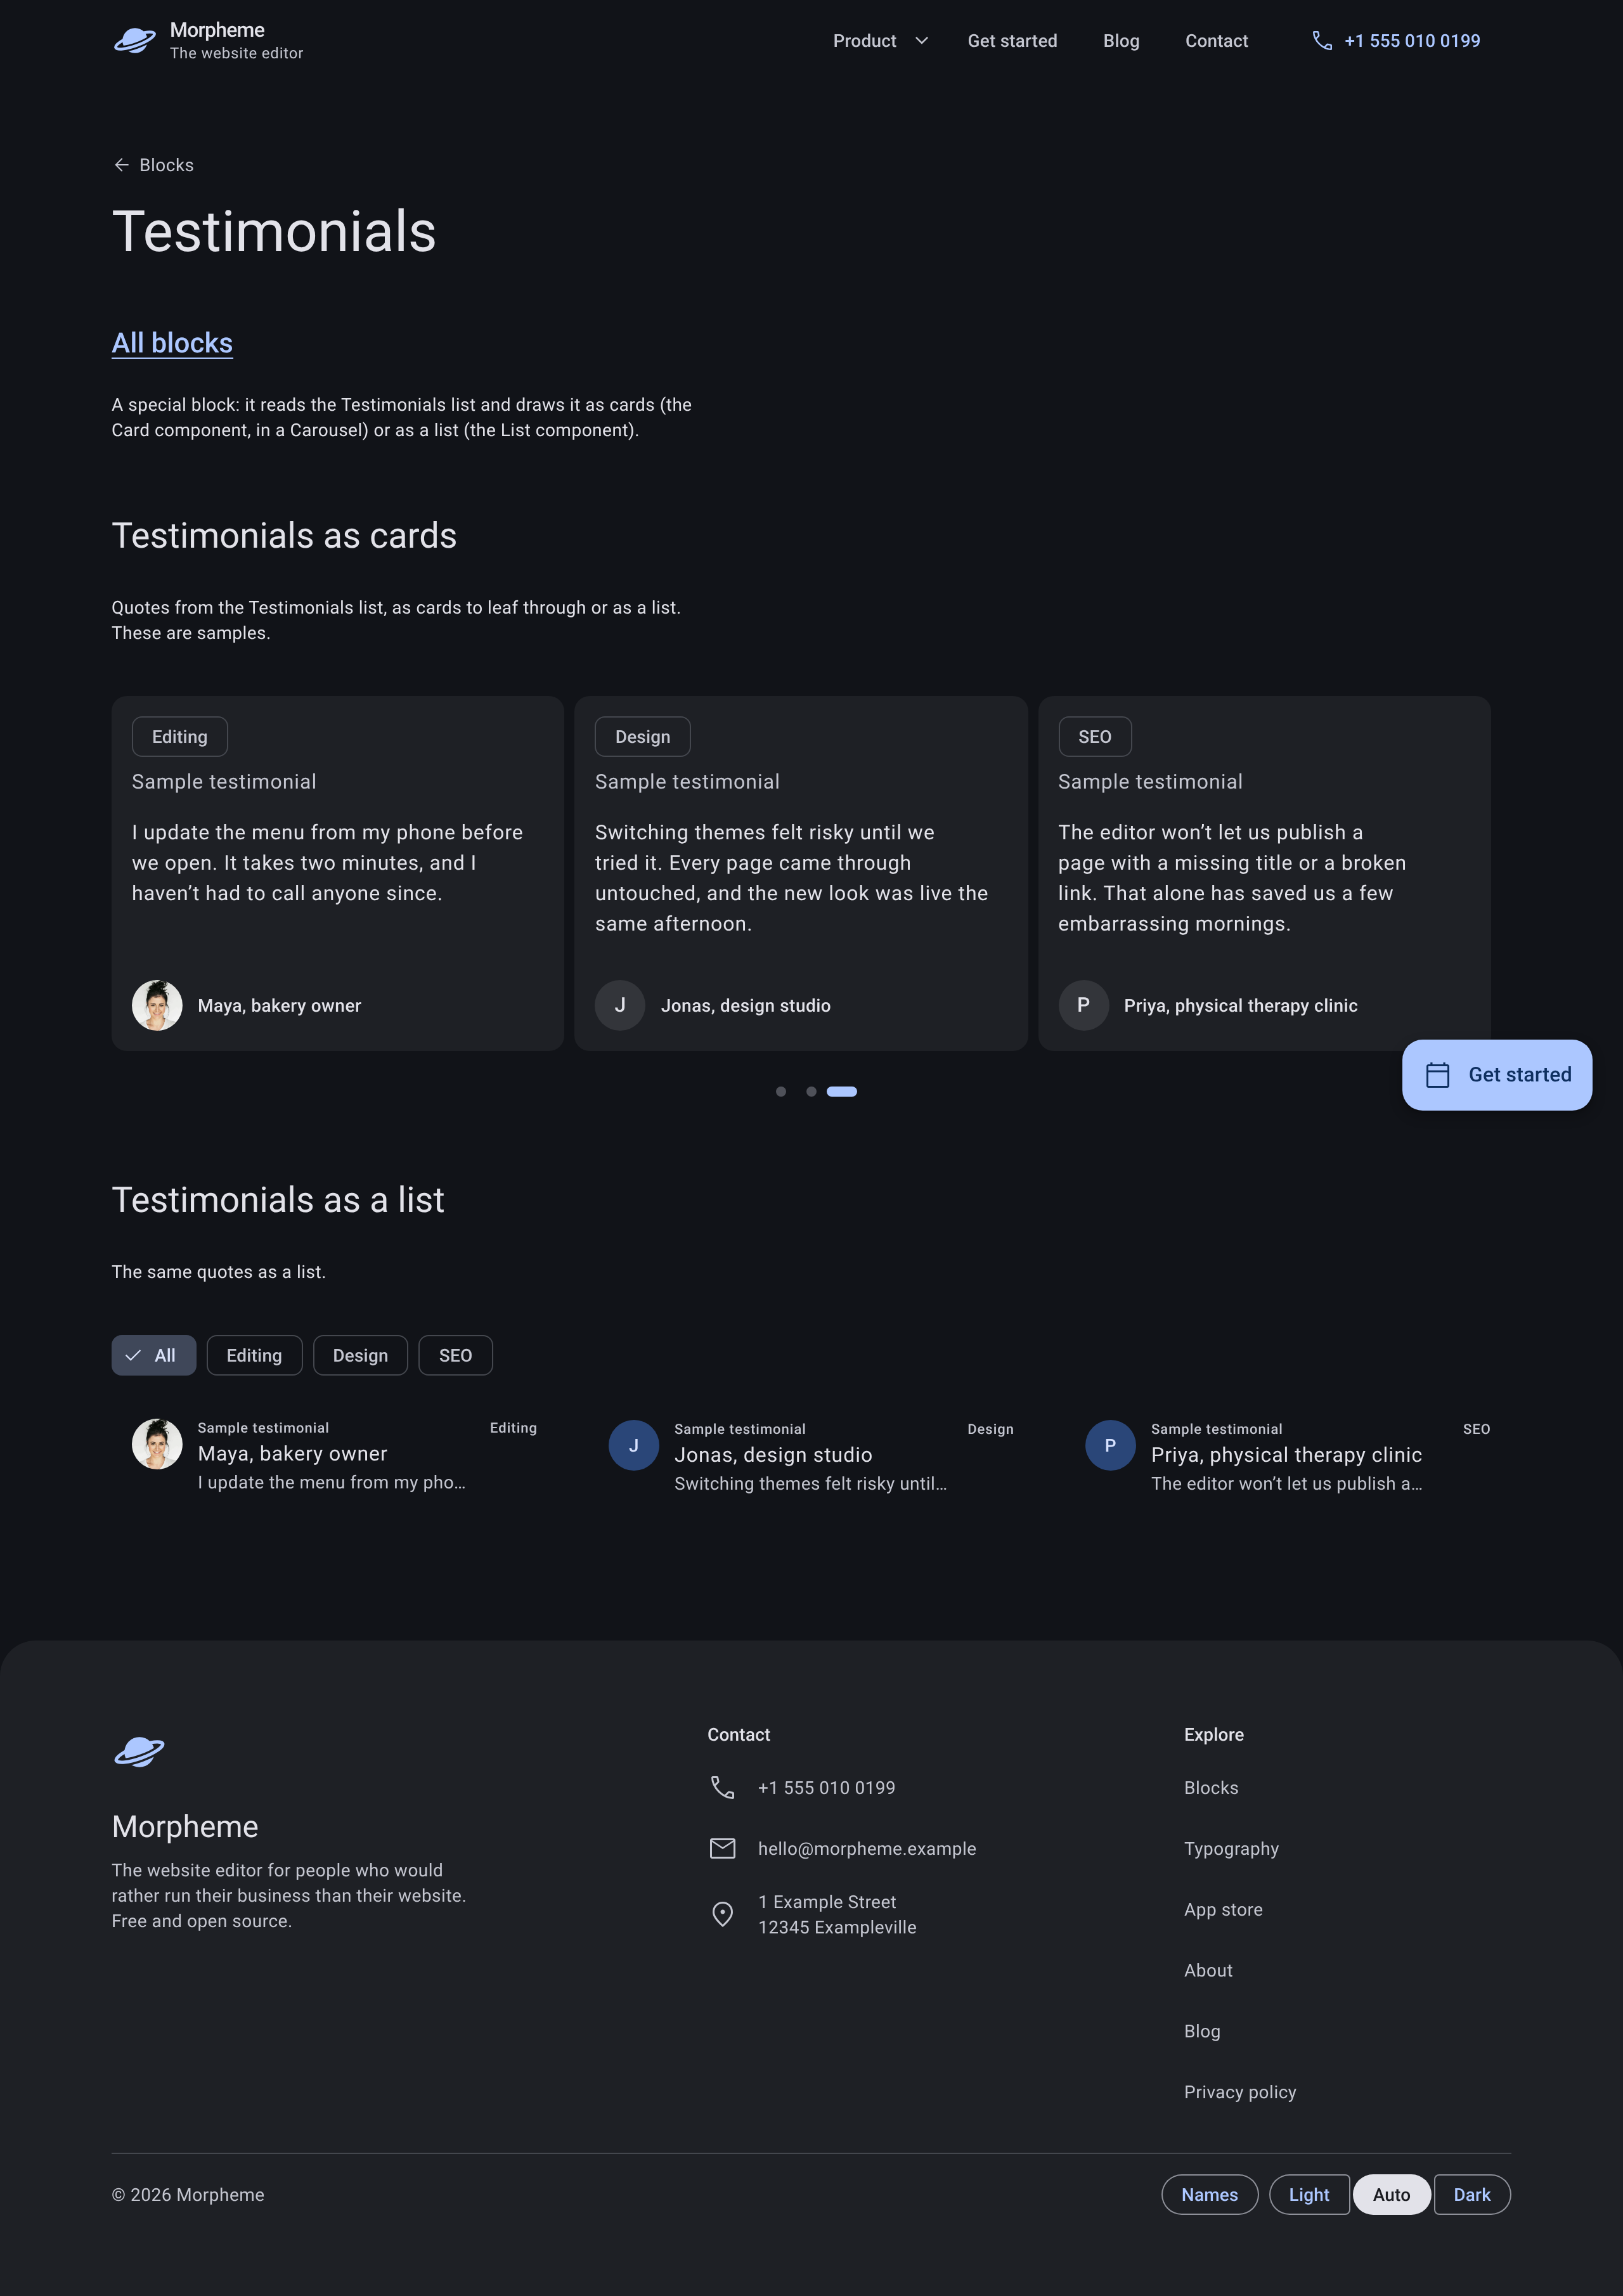 Morpheme
The website editor
Product
Get started
Blog
Contact
+1 555 010 0199
Blocks
Testimonials
All blocks
A special block: it reads the Testimonials list and draws it as cards (the
Card component, in a Carousel) or as a list (the List component).
Testimonials as cards
Quotes from the Testimonials list, as cards to leaf through or as a list.
These are samples.
Editing
Sample testimonial
I update the menu from my phone before
we open. It takes two minutes, and I
haven’t had to call anyone since.
Maya, bakery owner
Design
Sample testimonial
Switching themes felt risky until we
tried it. Every page came through
untouched, and the new look was live the
same afternoon.
J
Jonas, design studio
SEO
Sample testimonial
The editor won’t let us publish a
page with a missing title or a broken
link. That alone has saved us a few
embarrassing mornings.
P
Priya, physical therapy clinic
Get started
Testimonials as a list
The same quotes as a list.
All
Editing
Design
SEO
Sample testimonial
Editing
Maya, bakery owner
I update the menu from my pho…
J
Sample testimonial
Design
Jonas, design studio
Switching themes felt risky until…
P
Sample testimonial
SEO
Priya, physical therapy clinic
The editor won’t let us publish a…
Morpheme
The website editor for people who would
rather run their business than their website.
Free and open source.
Contact
+1 555 010 0199
hello@morpheme.example
1 Example Street
12345 Exampleville
Explore
Blocks
Typography
App store
About
Blog
Privacy policy
© 2026 Morpheme
Names
Light
Auto
Dark